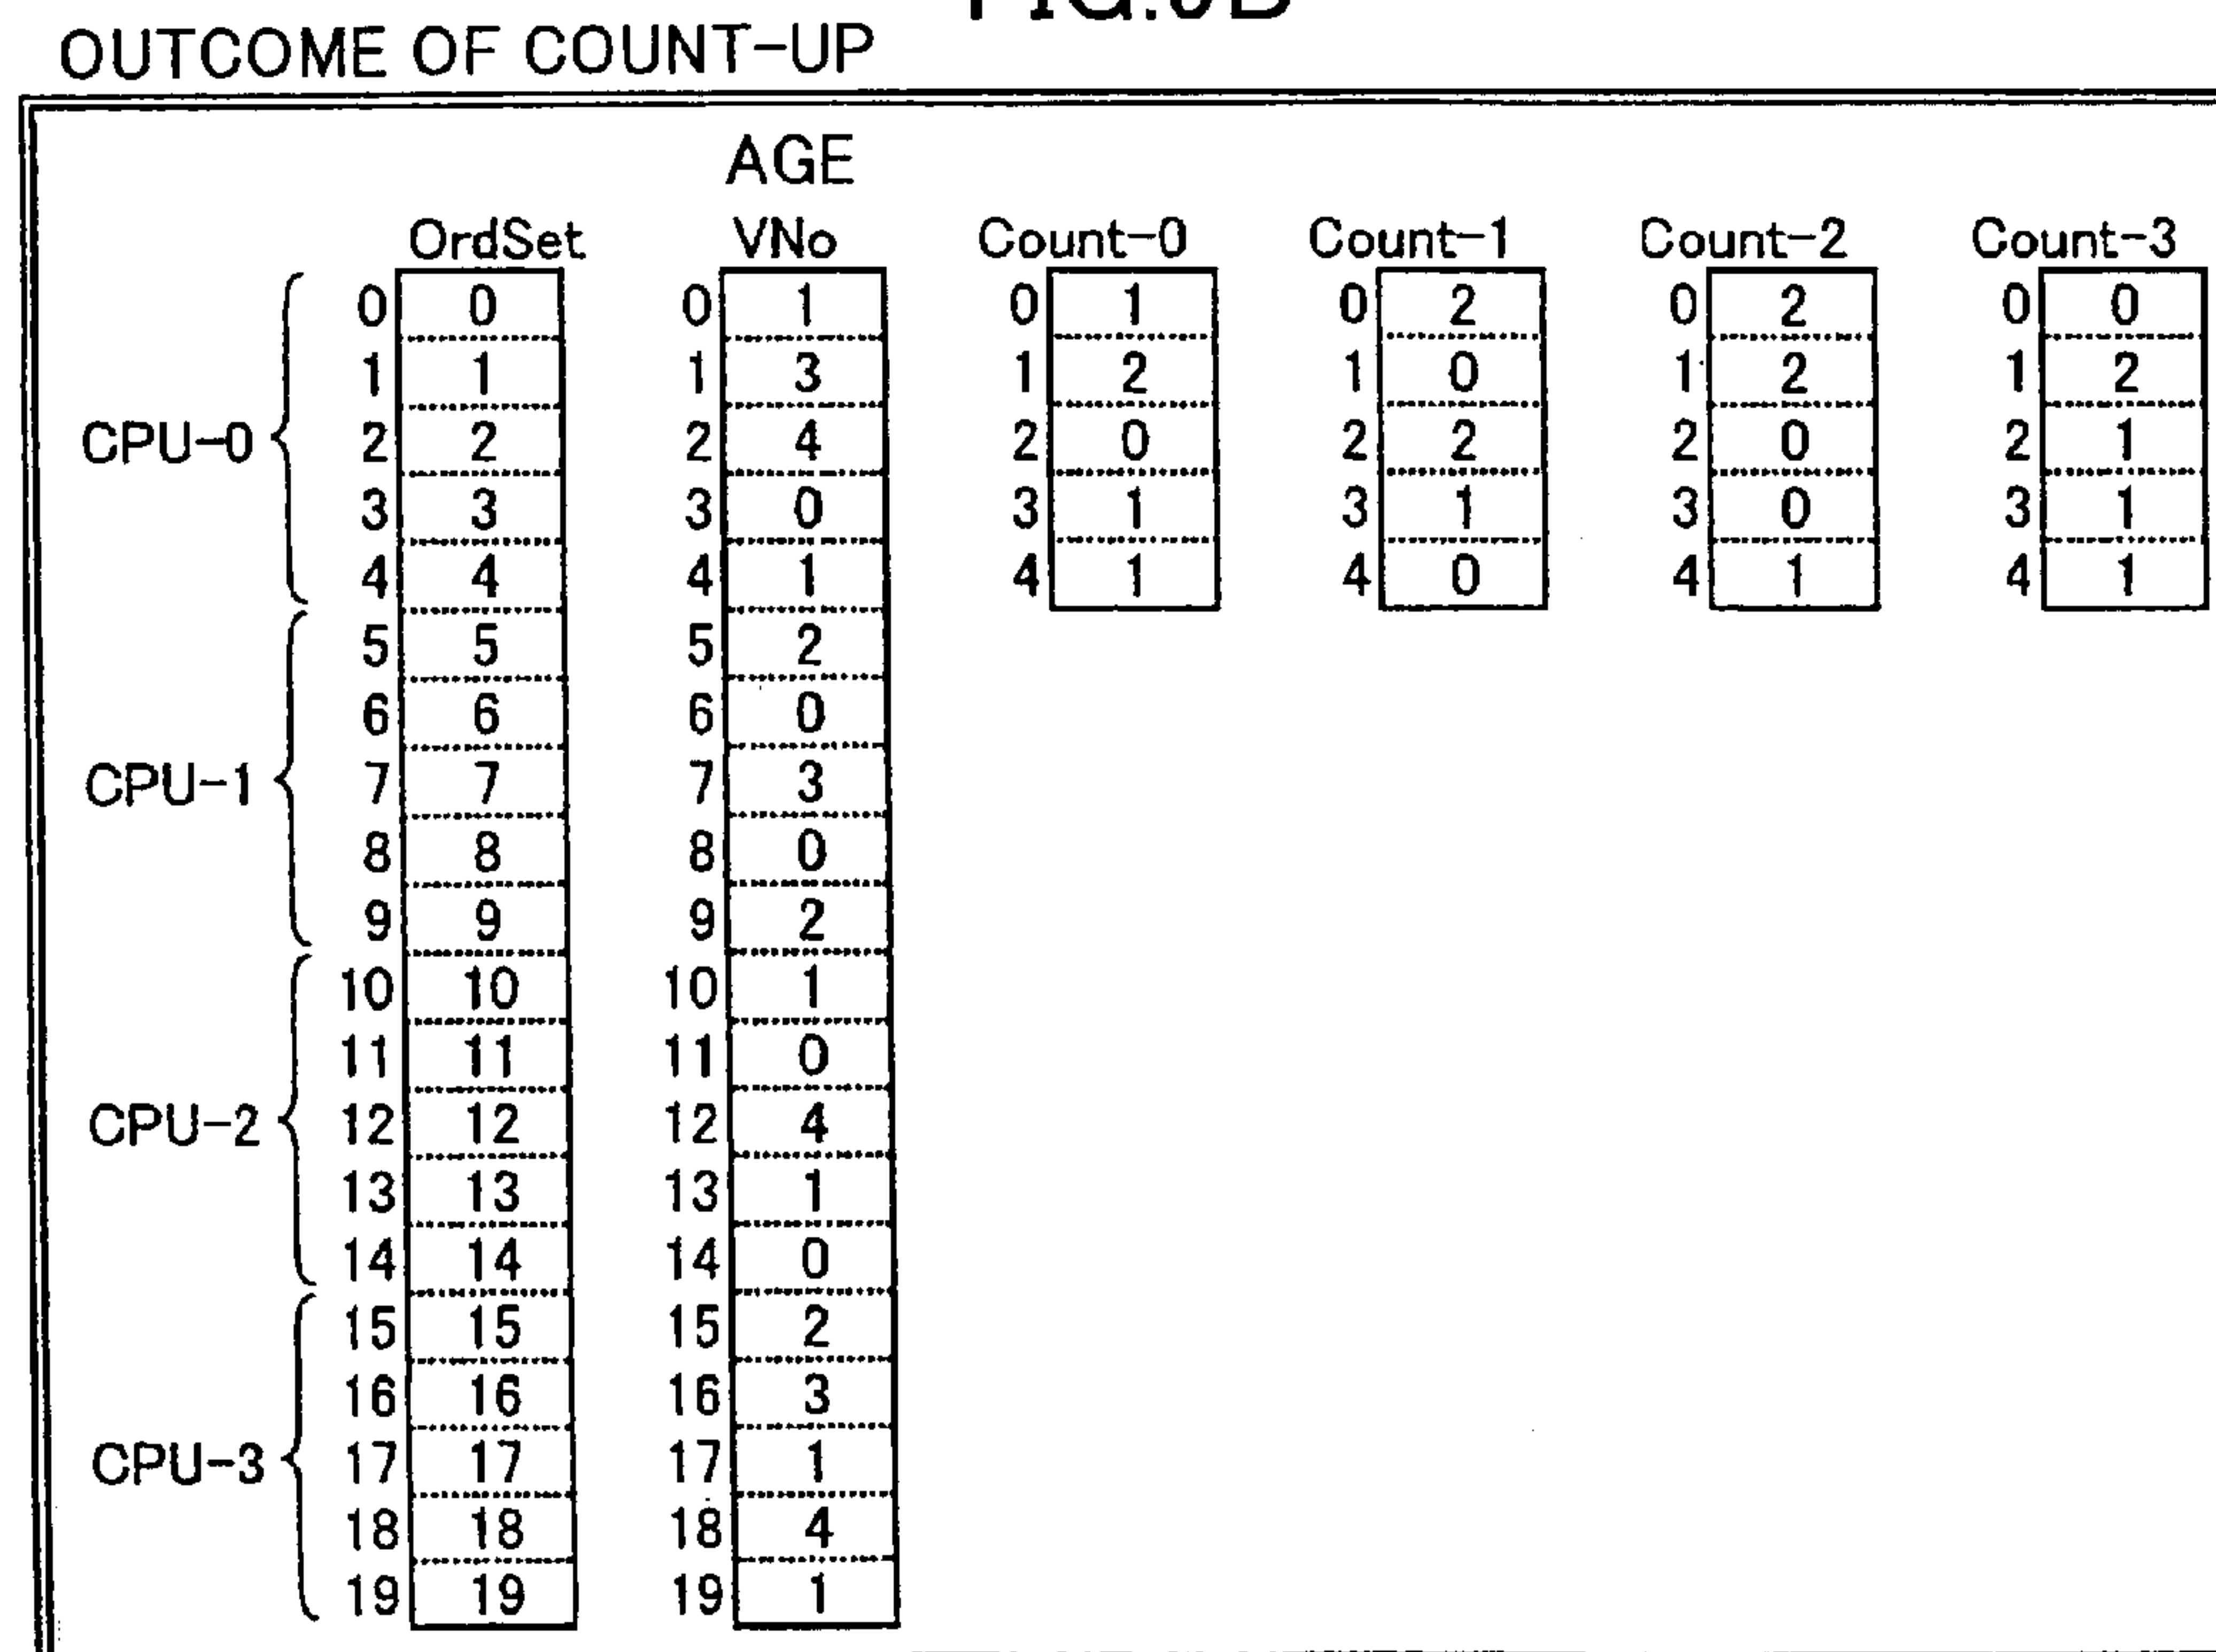 OUTCOME OF COUNT-UP
AGE
OrdSet VNo Count-0 Count-1 Count-2 Count-3
0 0 0 1 0 1 0 2 0 2 0 0
1 1 1 3 1 2 1 0 1 2 1 2
CPU-0 2 2 2 4 2 0 2 2 2 0 2 1
3 3 3 0 3 1 3 1 3 0 3 1
4 4 4 1 4 1 4 0 4 1 4 1
5 5 5 2
6 6 6 0
CPU-1 7 7 7 3
8 8 8 0
9 9 9 2
10 10 10 1
11 11 11 0
CPU-2 12 12 12 4
13 13 13 1
14 14 14 0
15 15 15 2
16 16 16 3
CPU-3 17 17 17 1
18 18 18 4
19 19 19 1